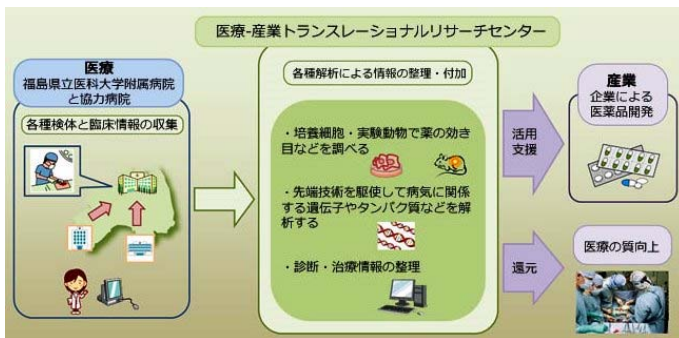 医療-産業トランスレーショナルリサーチセンター
医療
福島県立医科大学附属病院
と協力病院
各種検体と臨床情報の収集
各種解析による情報の整理・付加
・培養細胞・実験動物で薬の効き
目などを調べる
・先端技術を駆使して病気に関係
する遺伝子やタンパク質などを解
析する
・診断・治療情報の整理
活用
支援
還元
産業
企業による
医薬品開発
医療の質向上